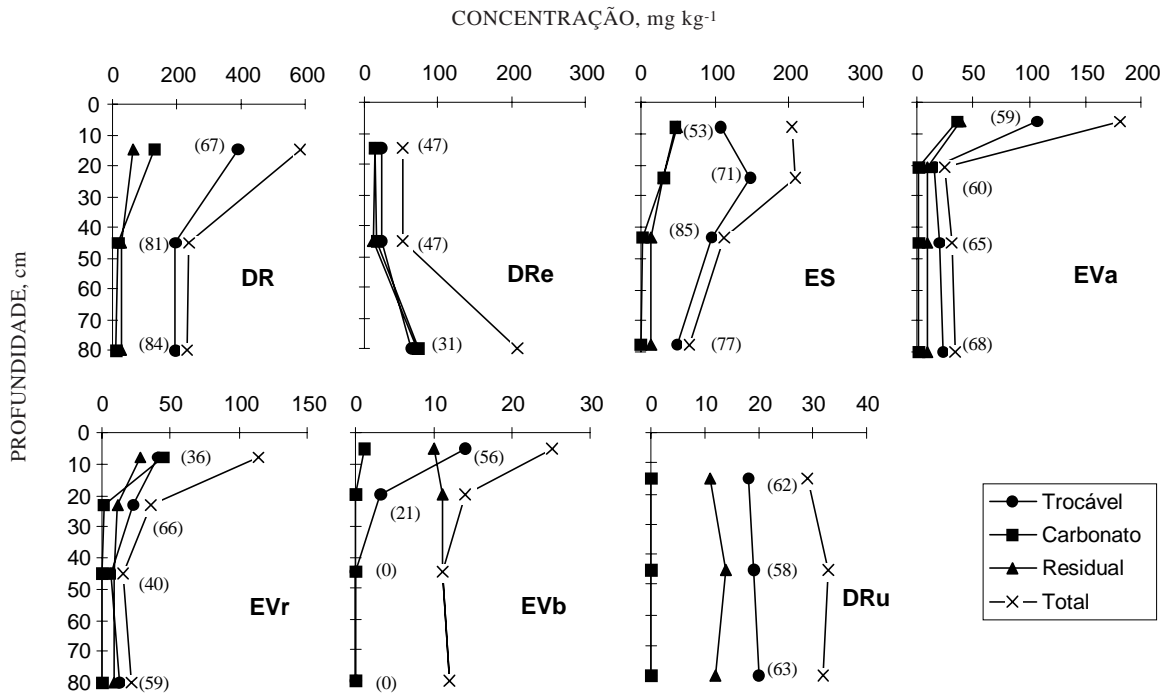 CONCENTRAÇÃO, mg kg-1
0 200 400 600
0 100 200 300
0 100 200 300
0 50 100 150 200
0
10
20
30
40
50
60
70
80
(67)
(81)
(84)
DR
(47)
(47)
(31)
DRe
(53)
(71)
(85)
(77)
ES
(59)
(60)
(65)
(68)
EVa
PROFUNDIDADE, cm
0 50 100 150
0 10 20 30
0 10 20 30 40
0
10
20
30
40
50
60
70
80
(36)
(66)
(40)
(59)
EVr
(56)
(21)
(0)
(0)
EVb
(62)
(58)
(63)
DRu
Trocável
Carbonato
Residual
Total